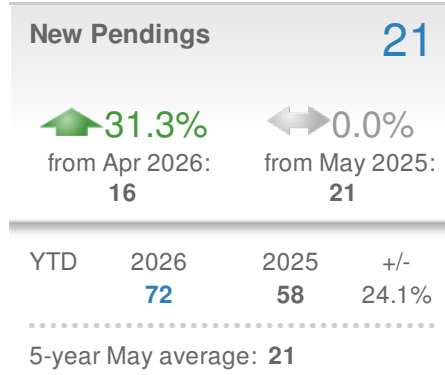 New Pendings 21
31.3% 0.0%
from Apr 2026: from May 2025:
16 21
YTD 2026 2025 +/-
72 58 24.1%
5-year May average: 21